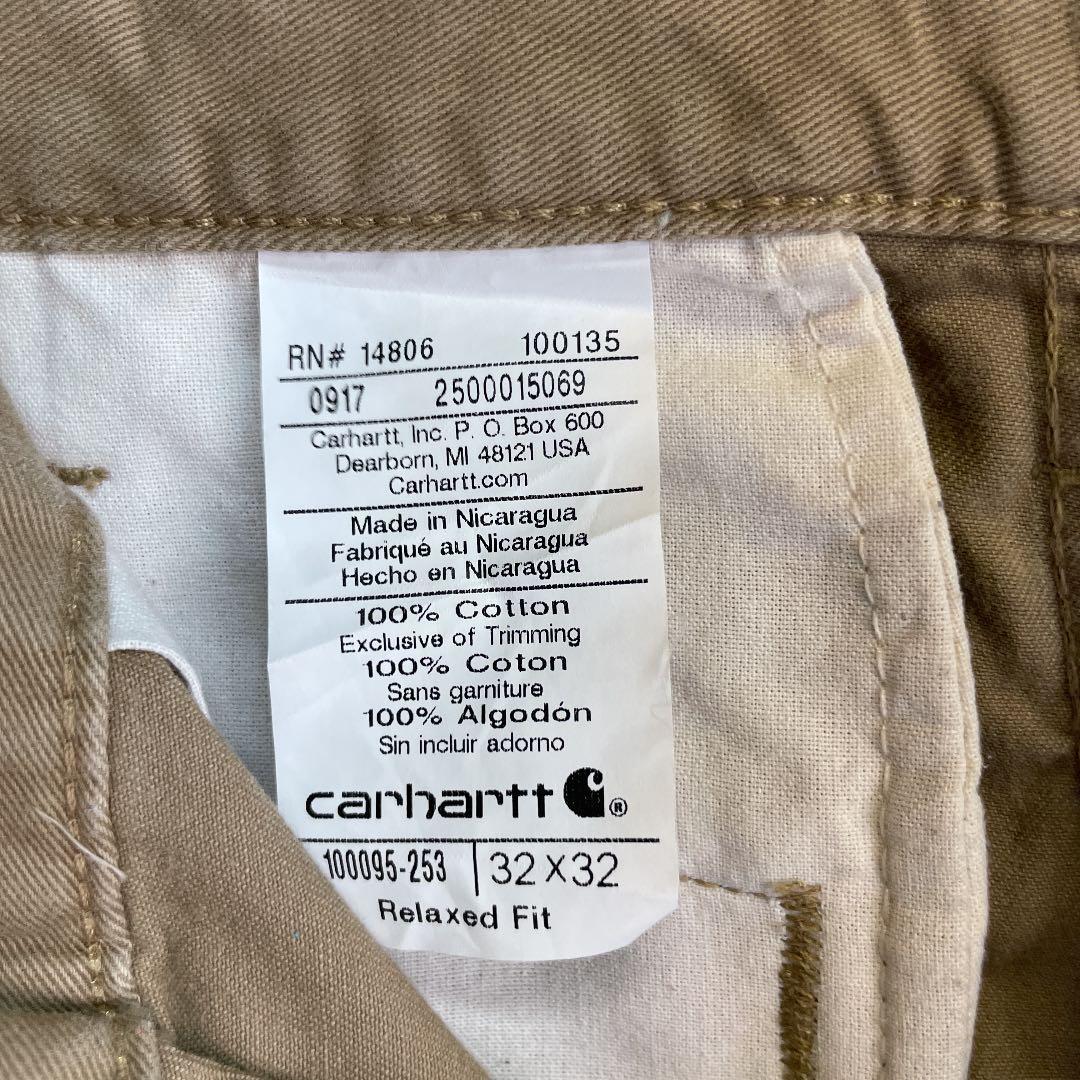 RN# 14806 100135
0917 2500015069
Carhartt, Inc. P. O. Box 600
Dearborn, MI 48121 USA
Carhartt.com
Made in Nicaragua
Fabriqué au Nicaragua
Hecho en Nicaragua
100% Cotton
Exclusive of Trimming
100% Coton
Sans garniture
100% Algodón
Sin incluir adorno
carhartt ®
100095-253 | 32 X 32
Relaxed Fit